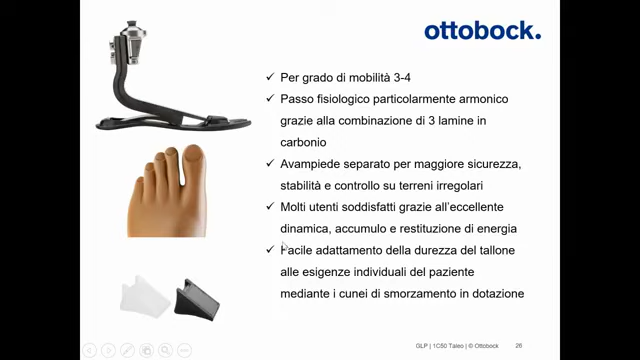 ottobock.
✓ Per grado di mobilità 3-4
✓ Passo fisiologico particolarmente armonico
grazie alla combinazione di 3 lamine in
carbonio
✓ Avampiede separato per maggiore sicurezza,
stabilità e controllo su terreni irregolari
✓ Molti utenti soddisfatti grazie all'eccellente
dinamica, accumulo e restituzione di energia
✓ Facile adattamento della durezza del tallone
alle esigenze individuali del paziente
mediante i cunei di smorzamento in dotazione
GLP | 1C50 Taleo | © Ottobock 26